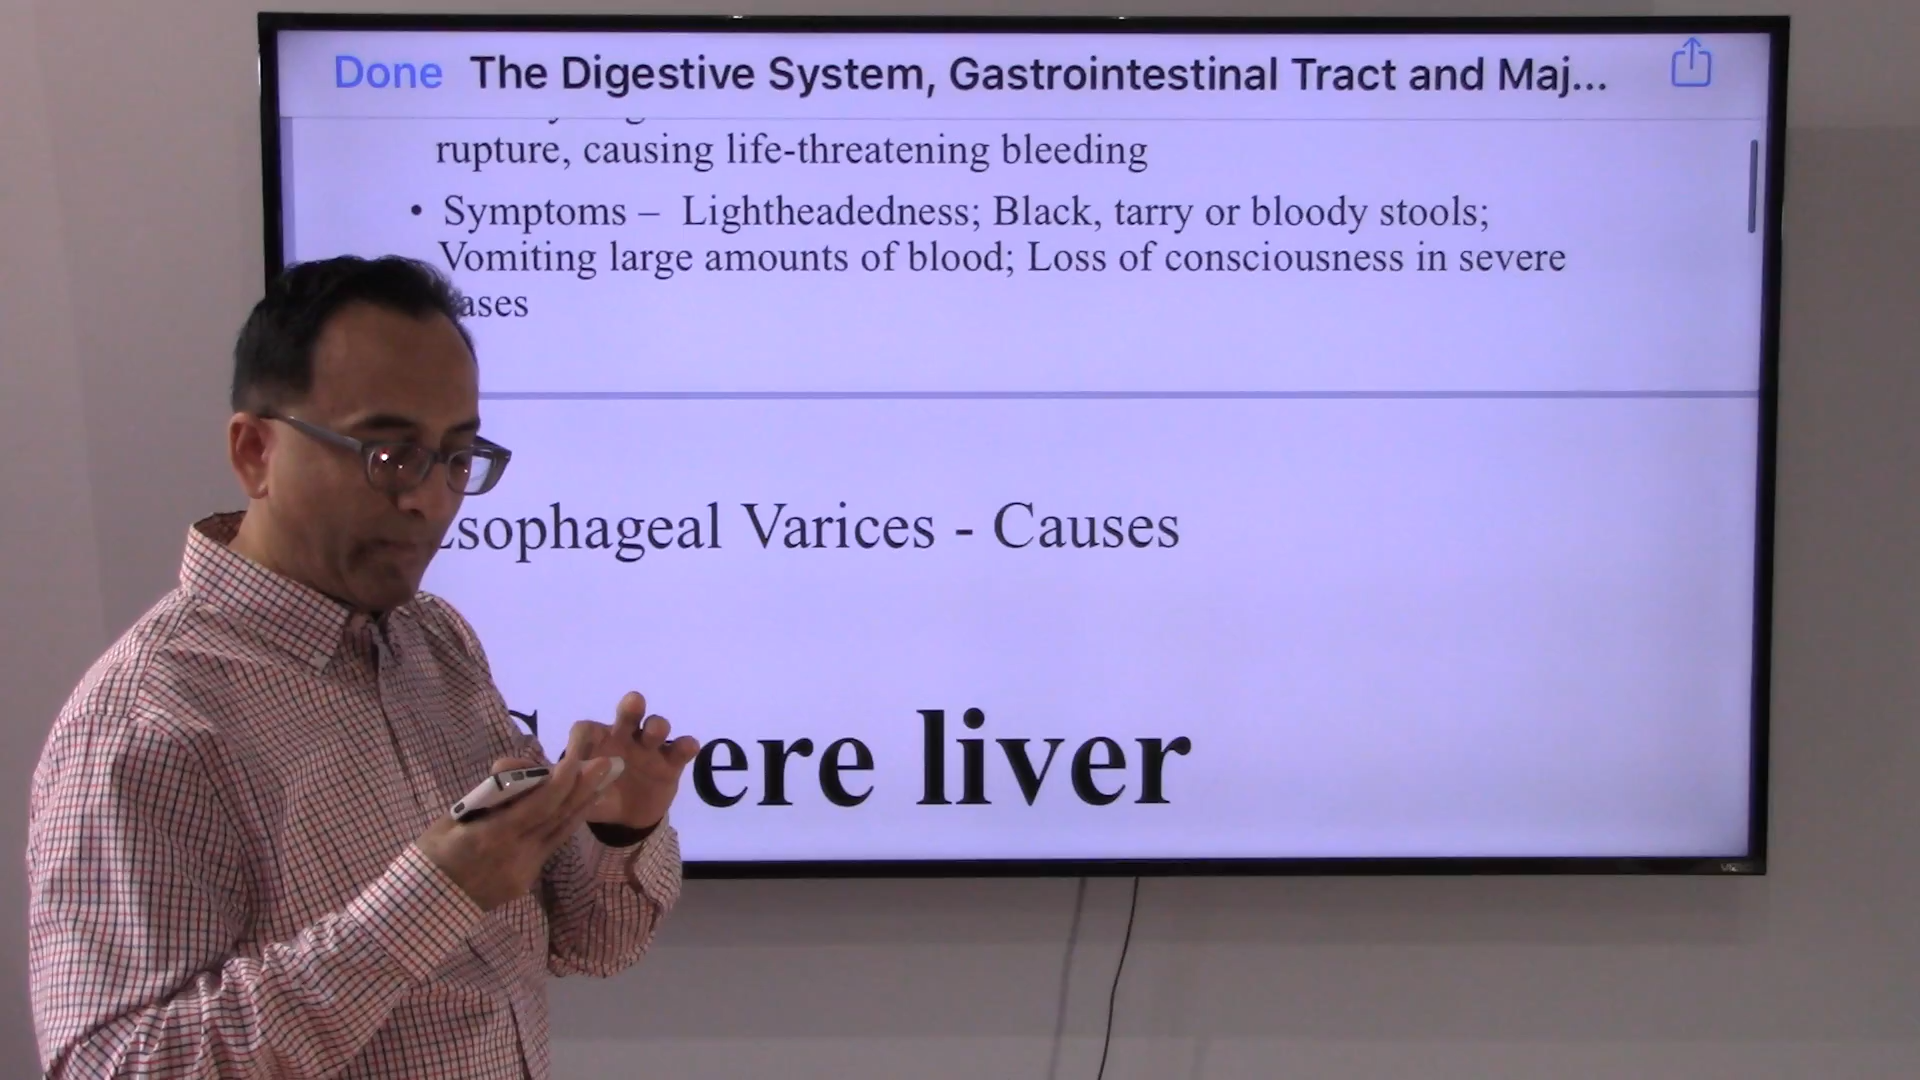 Done The Digestive System, Gastrointestinal Tract and Maj...
rupture, causing life-threatening bleeding
• Symptoms – Lightheadedness; Black, tarry or bloody stools;
Vomiting large amounts of blood; Loss of consciousness in severe
ases
sophageal Varices - Causes
ere liver